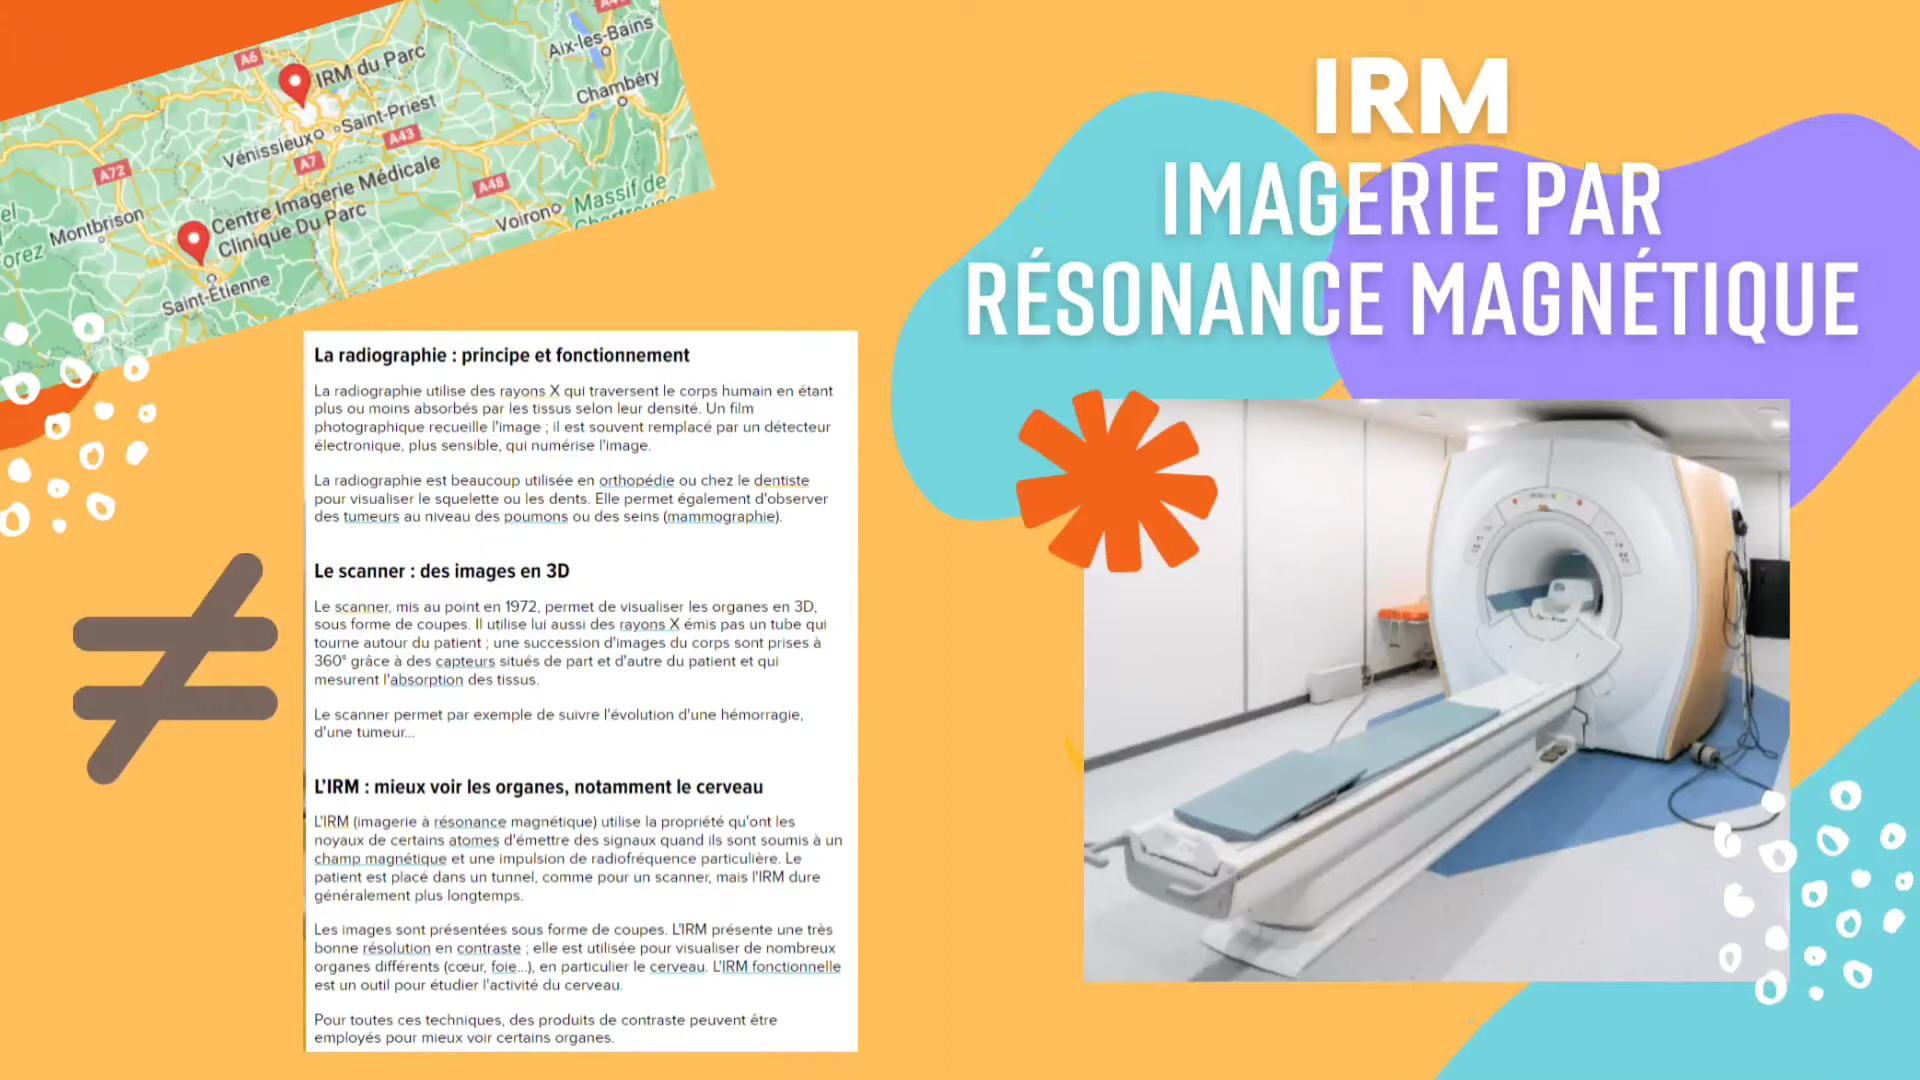 A6
IRM du Parc
Aix-les-Bains
Chambéry
Saint-Priest
Vénissieux
A43
A7
A72
Centre Imagerie Médicale
Clinique Du Parc
A48
Massif de
Voiron
Montbrison
orez
Saint-Étienne
IRM
IMAGERIE PAR
RÉSONANCE MAGNÉTIQUE
La radiographie : principe et fonctionnement
La radiographie utilise des rayons X qui traversent le corps humain en étant
plus ou moins absorbés par les tissus selon leur densité. Un film
photographique recueille l'image ; il est souvent remplacé par un détecteur
électronique, plus sensible, qui numérise l'image.
La radiographie est beaucoup utilisée en orthopédie ou chez le dentiste
pour visualiser le squelette ou les dents. Elle permet également d'observer
des tumeurs au niveau des poumons ou des seins (mammographie).
Le scanner : des images en 3D
Le scanner, mis au point en 1972, permet de visualiser les organes en 3D,
sous forme de coupes. Il utilise lui aussi des rayons X émis pas un tube qui
tourne autour du patient ; une succession d'images du corps sont prises à
360° grâce à des capteurs situés de part et d'autre du patient et qui
mesurent l'absorption des tissus.
Le scanner permet par exemple de suivre l'évolution d'une hémorragie,
d'une tumeur...
L'IRM : mieux voir les organes, notamment le cerveau
L'IRM (imagerie à résonance magnétique) utilise la propriété qu'ont les
noyaux de certains atomes d'émettre des signaux quand ils sont soumis à un
champ magnétique et une impulsion de radiofréquence particulière. Le
patient est placé dans un tunnel, comme pour un scanner, mais l'IRM dure
généralement plus longtemps.
Les images sont présentées sous forme de coupes. L'IRM présente une très
bonne résolution en contraste ; elle est utilisée pour visualiser de nombreux
organes différents (cœur, foie...), en particulier le cerveau. L'IRM fonctionnelle
est un outil pour étudier l'activité du cerveau.
Pour toutes ces techniques, des produits de contraste peuvent être
employés pour mieux voir certains organes.